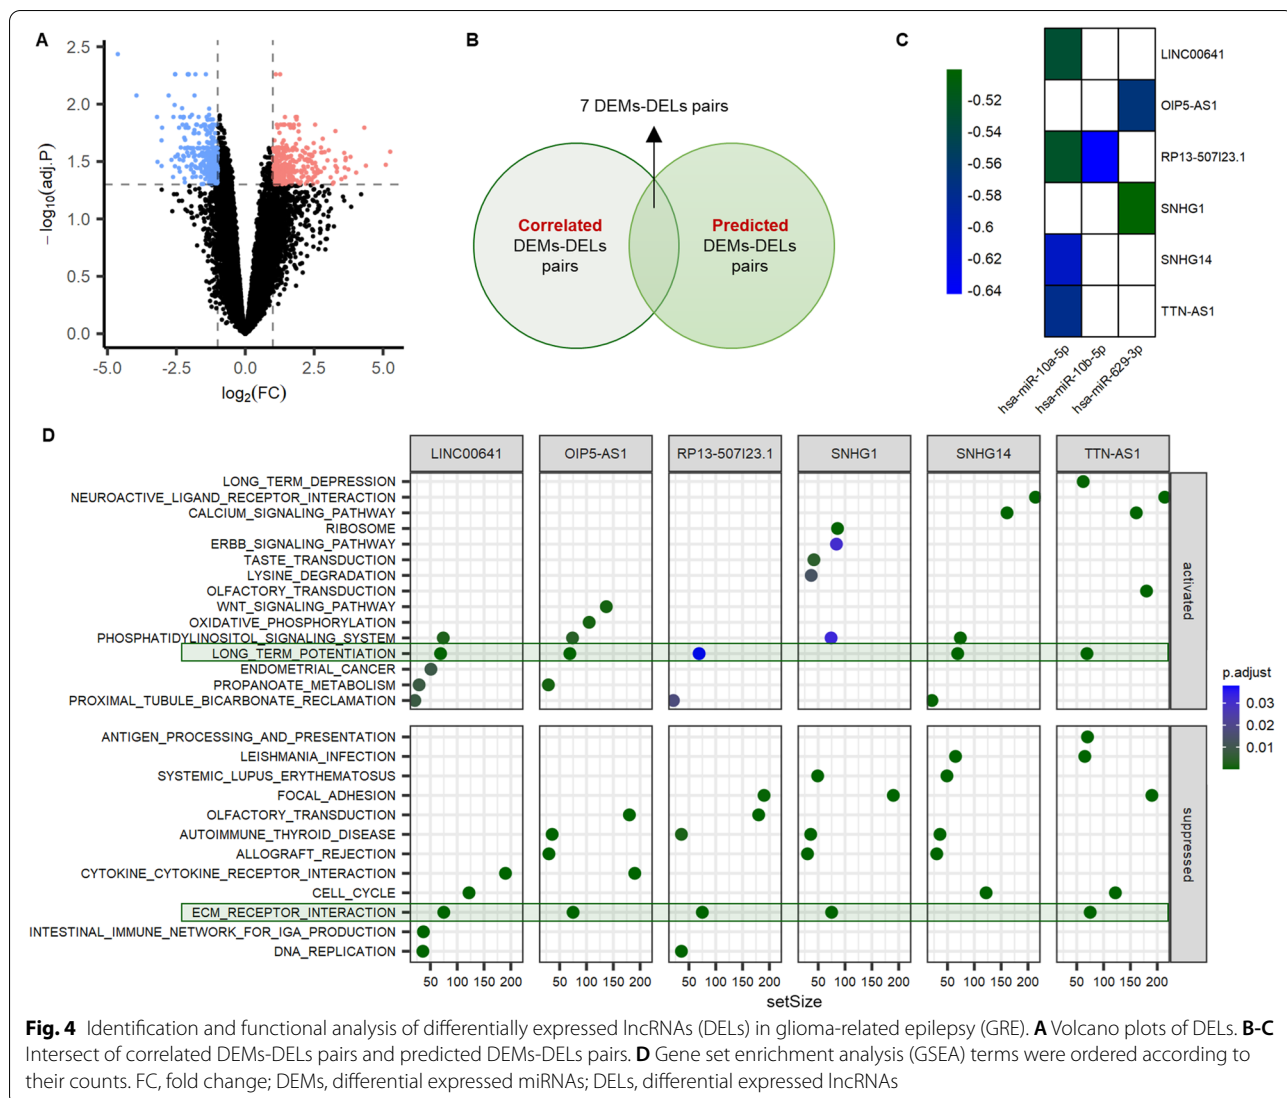 A
2.5
2.0
1.5
1.0
0.5
0.0
− log10(adj.P)
-5.0 -2.5 0.0 2.5 5.0
log2(FC)
B
7 DEMs-DELs pairs
Correlated
DEMs-DELs
pairs
Predicted
DEMs-DELs
pairs
C
-0.52
-0.54
-0.56
-0.58
-0.6
-0.62
-0.64
LINC00641
OIP5-AS1
RP13-507I23.1
SNHG1
SNHG14
TTN-AS1
hsa-miR-10a-5p
hsa-miR-10b-5p
hsa-miR-629-3p
D
LINC00641 OIP5-AS1 RP13-507I23.1 SNHG1 SNHG14 TTN-AS1
LONG_TERM_DEPRESSION
NEUROACTIVE_LIGAND_RECEPTOR_INTERACTION
CALCIUM_SIGNALING_PATHWAY
RIBOSOME
ERBB_SIGNALING_PATHWAY
TASTE_TRANSDUCTION
LYSINE_DEGRADATION
OLFACTORY_TRANSDUCTION
WNT_SIGNALING_PATHWAY
OXIDATIVE_PHOSPHORYLATION
PHOSPHATIDYLINOSITOL_SIGNALING_SYSTEM
LONG_TERM_POTENTIATION
ENDOMETRIAL_CANCER
PROPANOATE_METABOLISM
PROXIMAL_TUBULE_BICARBONATE_RECLAMATION
activated
ANTIGEN_PROCESSING_AND_PRESENTATION
LEISHMANIA_INFECTION
SYSTEMIC_LUPUS_ERYTHEMATOSUS
FOCAL_ADHESION
OLFACTORY_TRANSDUCTION
AUTOIMMUNE_THYROID_DISEASE
ALLOGRAFT_REJECTION
CYTOKINE_CYTOKINE_RECEPTOR_INTERACTION
CELL_CYCLE
ECM_RECEPTOR_INTERACTION
INTESTINAL_IMMUNE_NETWORK_FOR_IGA_PRODUCTION
DNA_REPLICATION
suppressed
p.adjust
0.03
0.02
0.01
50 100 150 200 50 100 150 200 50 100 150 200 50 100 150 200 50 100 150 200 50 100 150 200
setSize
Fig. 4 Identification and functional analysis of differentially expressed lncRNAs (DELs) in glioma-related epilepsy (GRE). A Volcano plots of DELs. B-C
Intersect of correlated DEMs-DELs pairs and predicted DEMs-DELs pairs. D Gene set enrichment analysis (GSEA) terms were ordered according to
their counts. FC, fold change; DEMs, differential expressed miRNAs; DELs, differential expressed lncRNAs